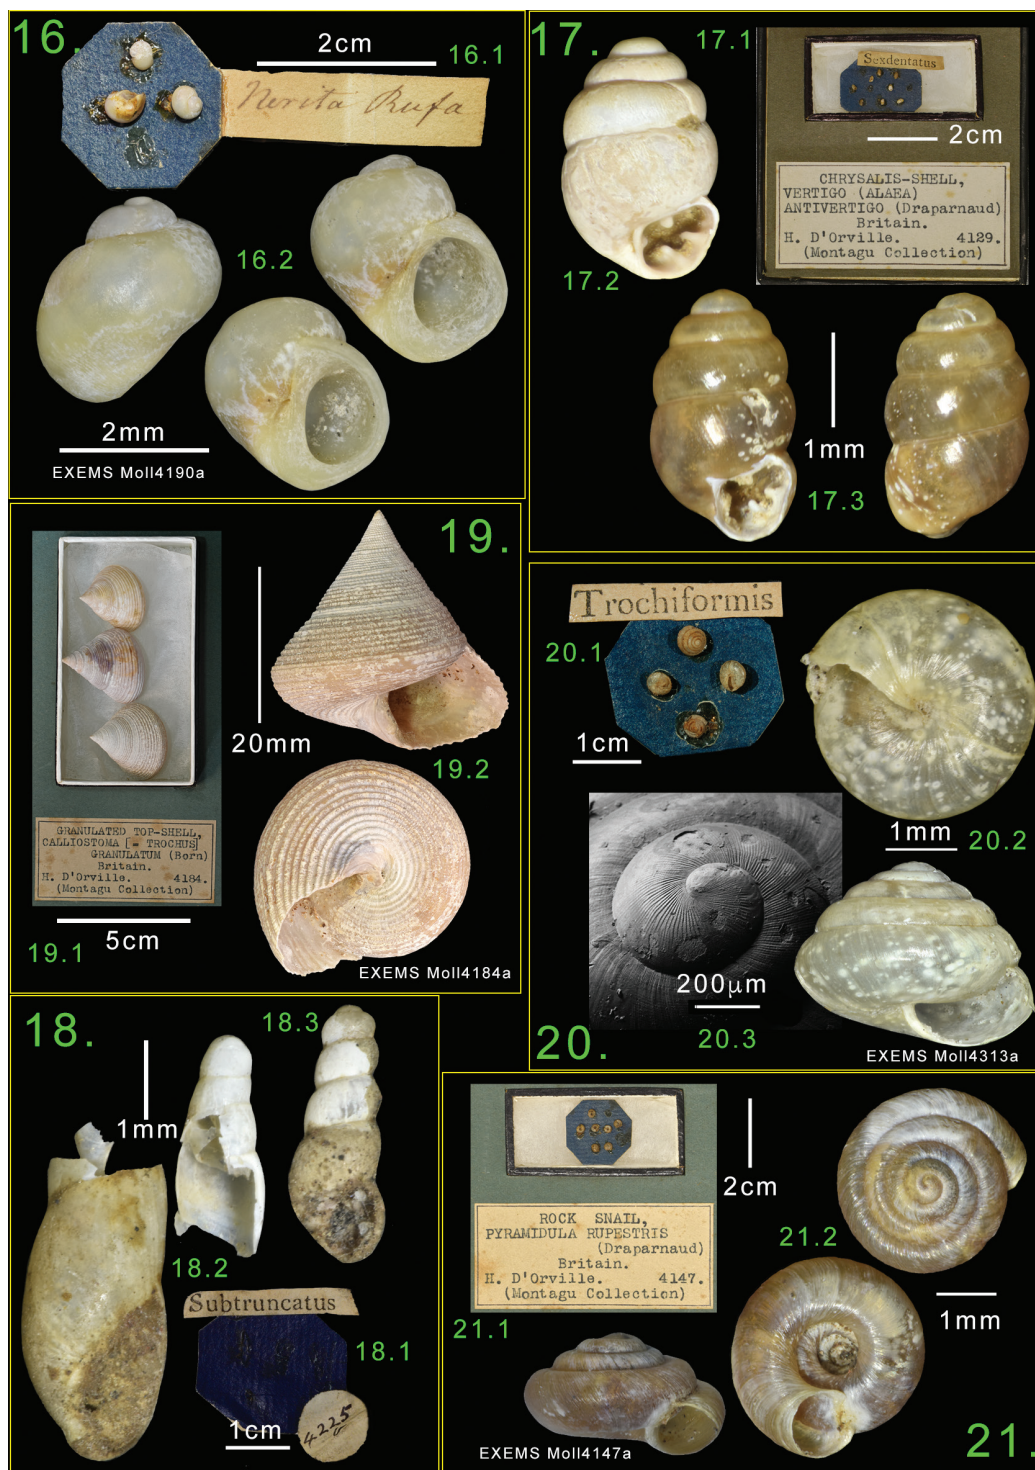 16.
2cm
16.1
Nerita Rufa
16.2
2mm
EXEMS Moll4190a
17.
17.1
Sexdentatus
2cm
CHRYSALIS-SHELL,
VERTIGO (ALAEA)
ANTIVERTIGO (Draparnaud)
Britain.
H. D'Orville. 4129.
(Montagu Collection)
17.2
1mm
17.3
19.
20mm
19.2
GRANULATED TOP-SHELL,
CALLIOSTOMA [= TROCHUS]
GRANULATUM (Born)
Britain.
H. D'Orville. 4184.
(Montagu Collection)
5cm
19.1
EXEMS Moll4184a
Trochiformis
20.1
1cm
1mm
20.2
200µm
20.3
20.
EXEMS Moll4313a
18.
18.3
1mm
18.2
Subtruncatus
18.1
4225
1cm
2cm
ROCK SNAIL,
PYRAMIDULA RUPESTRIS
(Draparnaud)
Britain.
H. D'Orville. 4147.
(Montagu Collection)
21.2
1mm
21.1
EXEMS Moll4147a
21.